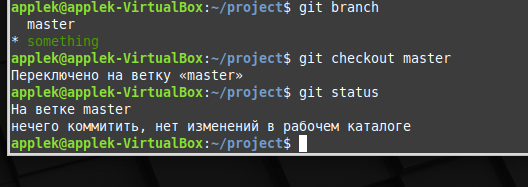 applek@applek-VirtualBox:~/project$ git branch
  master
* something
applek@applek-VirtualBox:~/project$ git checkout master
Переключено на ветку «master»
applek@applek-VirtualBox:~/project$ git status
На ветке master
нечего коммитить, нет изменений в рабочем каталоге
applek@applek-VirtualBox:~/project$